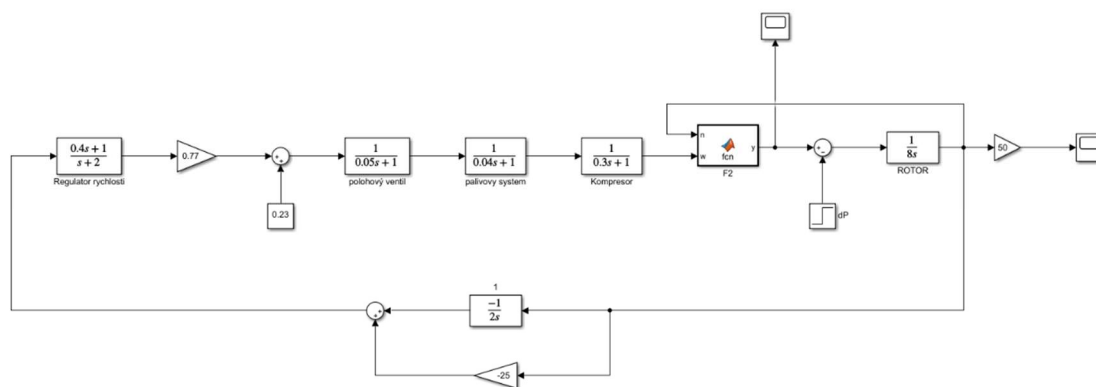 0.4s + 1
s + 2
Regulator rychlosti
0.77
0.23
1
0.05s + 1
polohový ventil
1
0.04s + 1
palivovy system
1
0.3s + 1
Kompresor
n
w
y
fcn
F2
dP
1
8s
ROTOR
50
1
-1
2s
-25